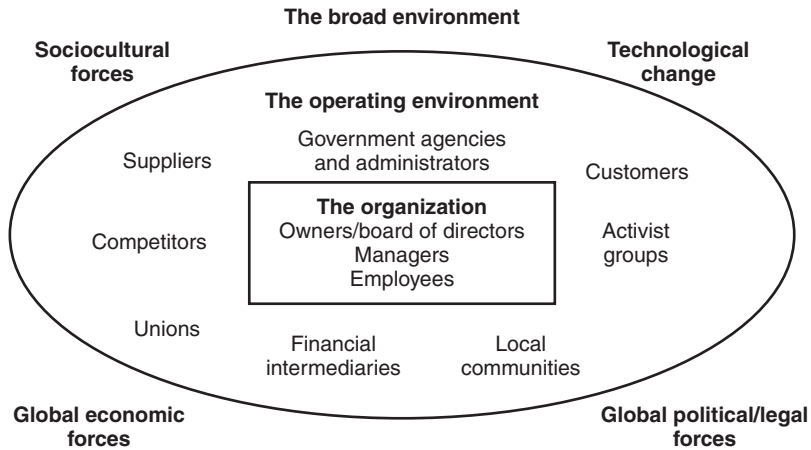 The broad environment
Sociocultural
forces
Technological
change
The operating environment
Government agencies
and administrators
Suppliers
Customers
The organization
Owners/board of directors
Managers
Employees
Competitors
Activist
groups
Unions
Financial
intermediaries
Local
communities
Global economic
forces
Global political/legal
forces